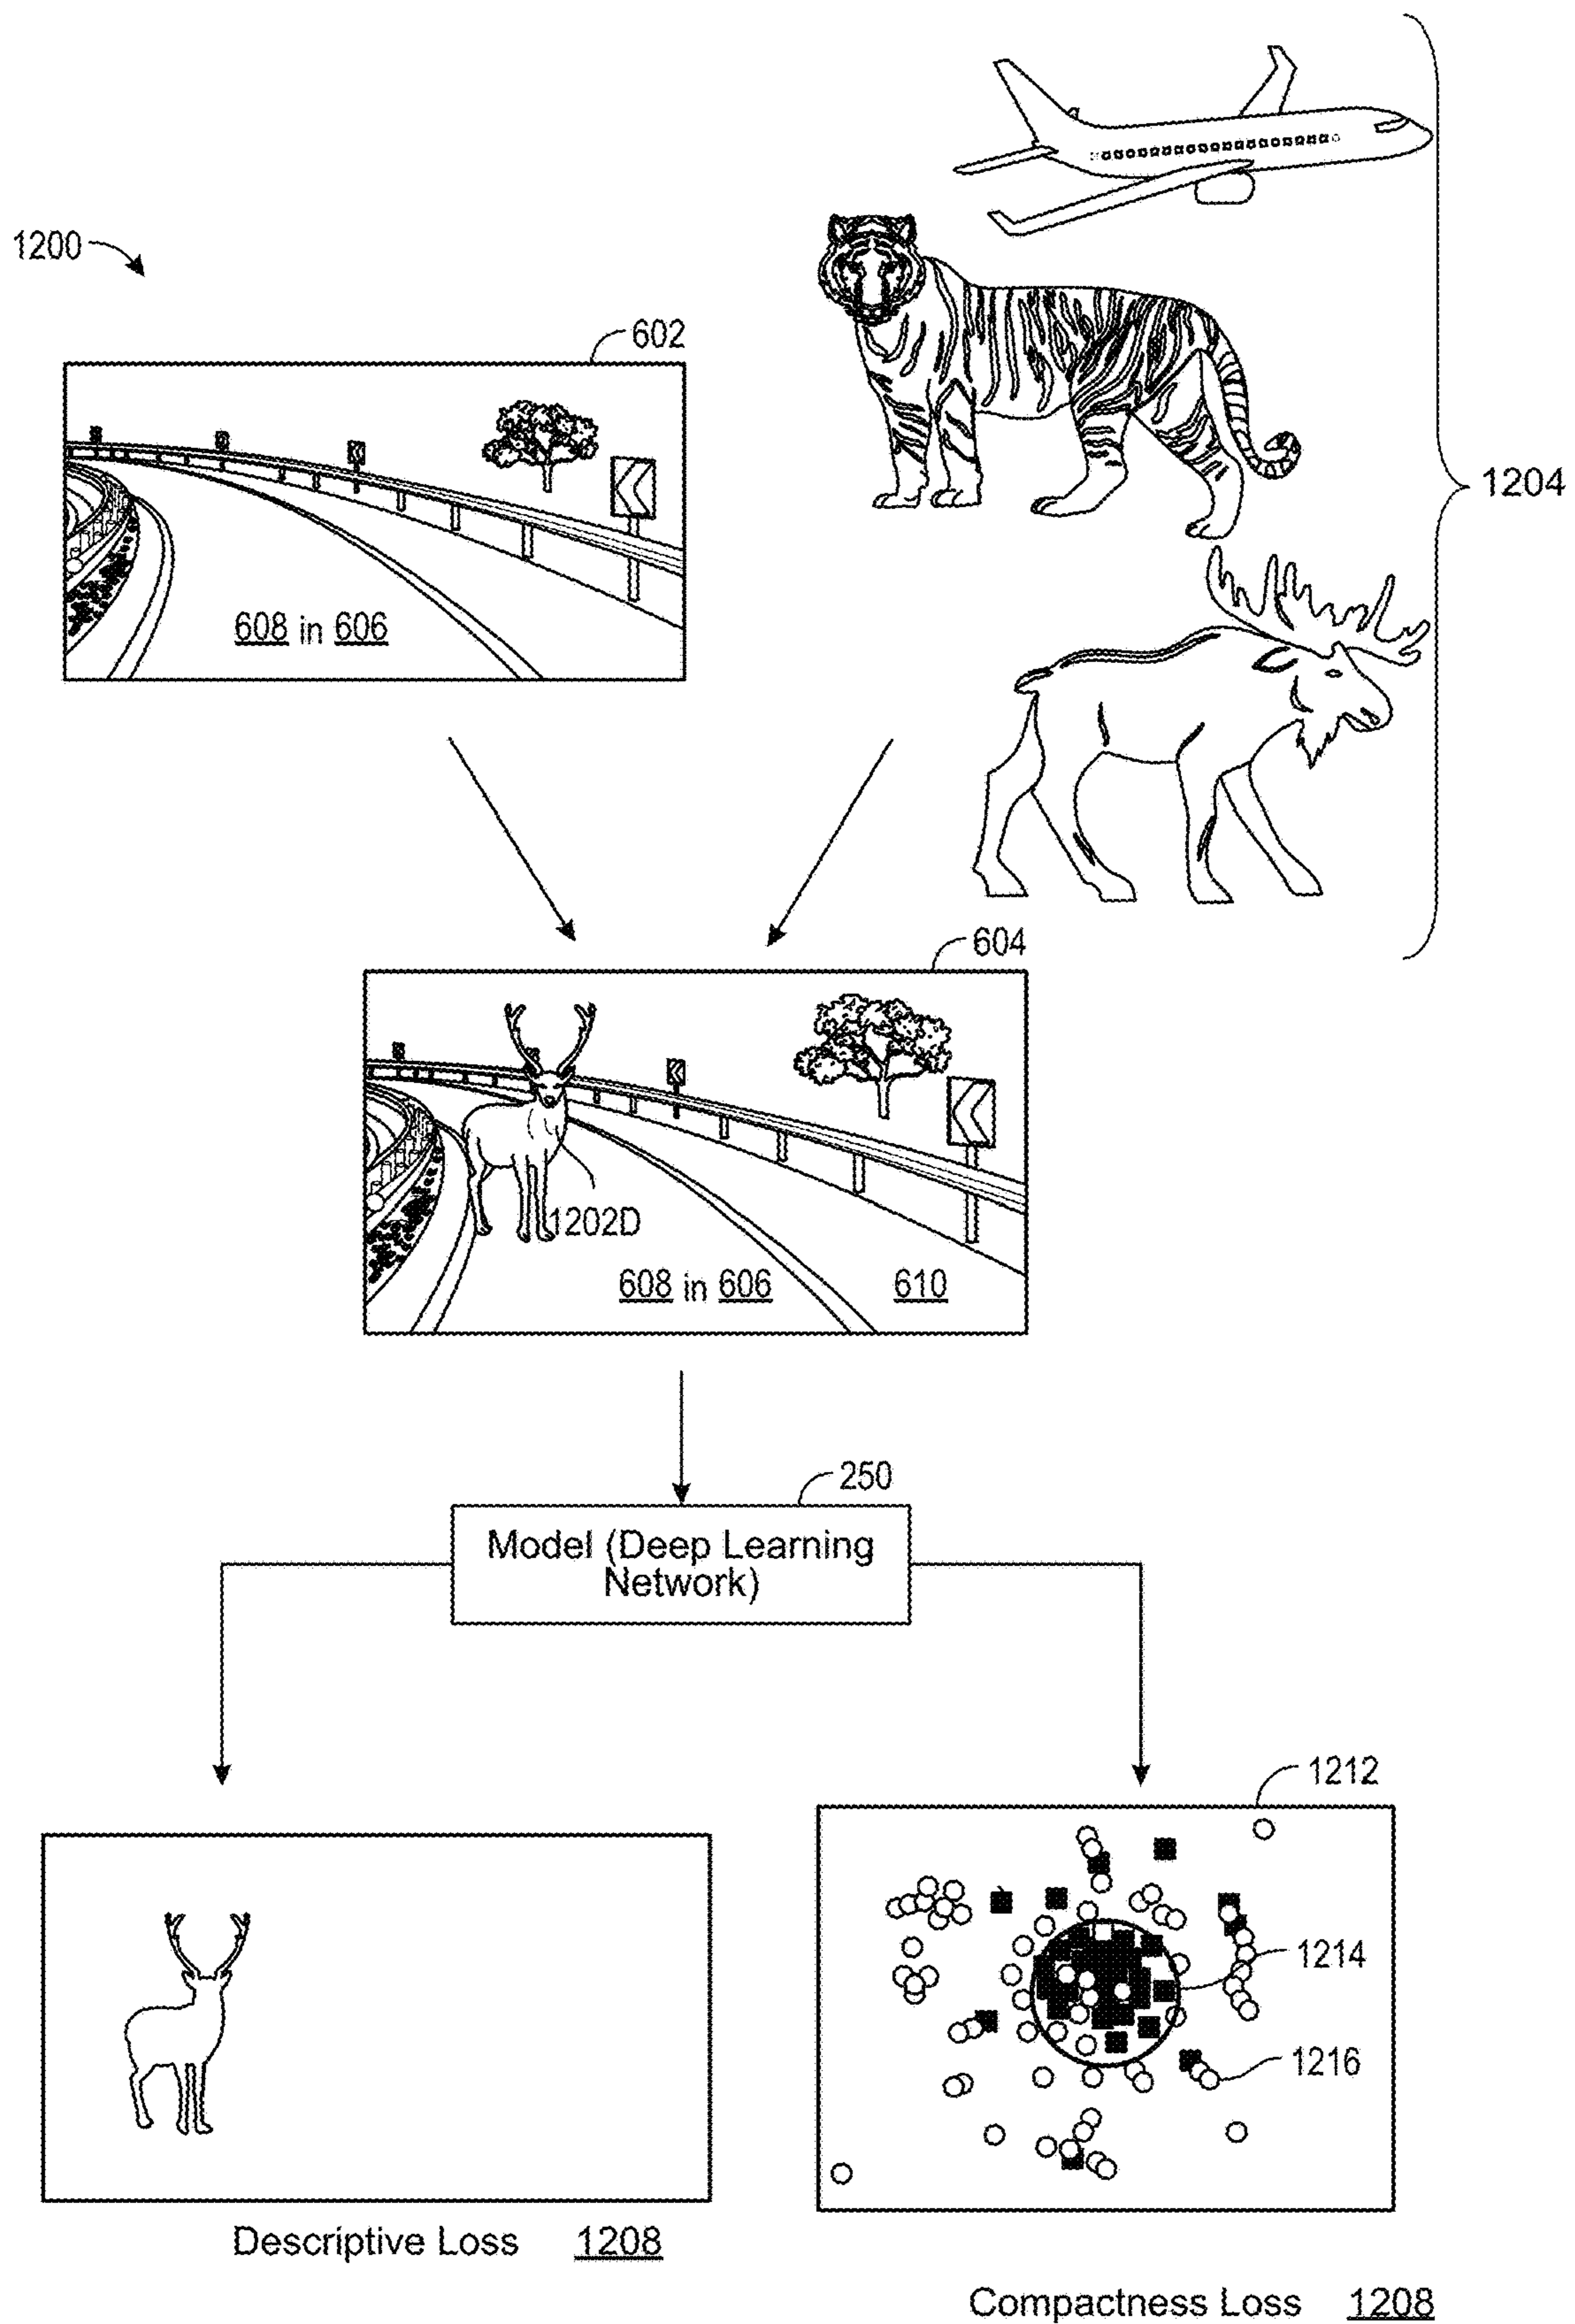 1200
602
1204
608 in 606
604
1202D
608 in 606 610
250
Model (Deep Learning
Network)
1212
1214
1216
Descriptive Loss 1208
Compactness Loss 1208